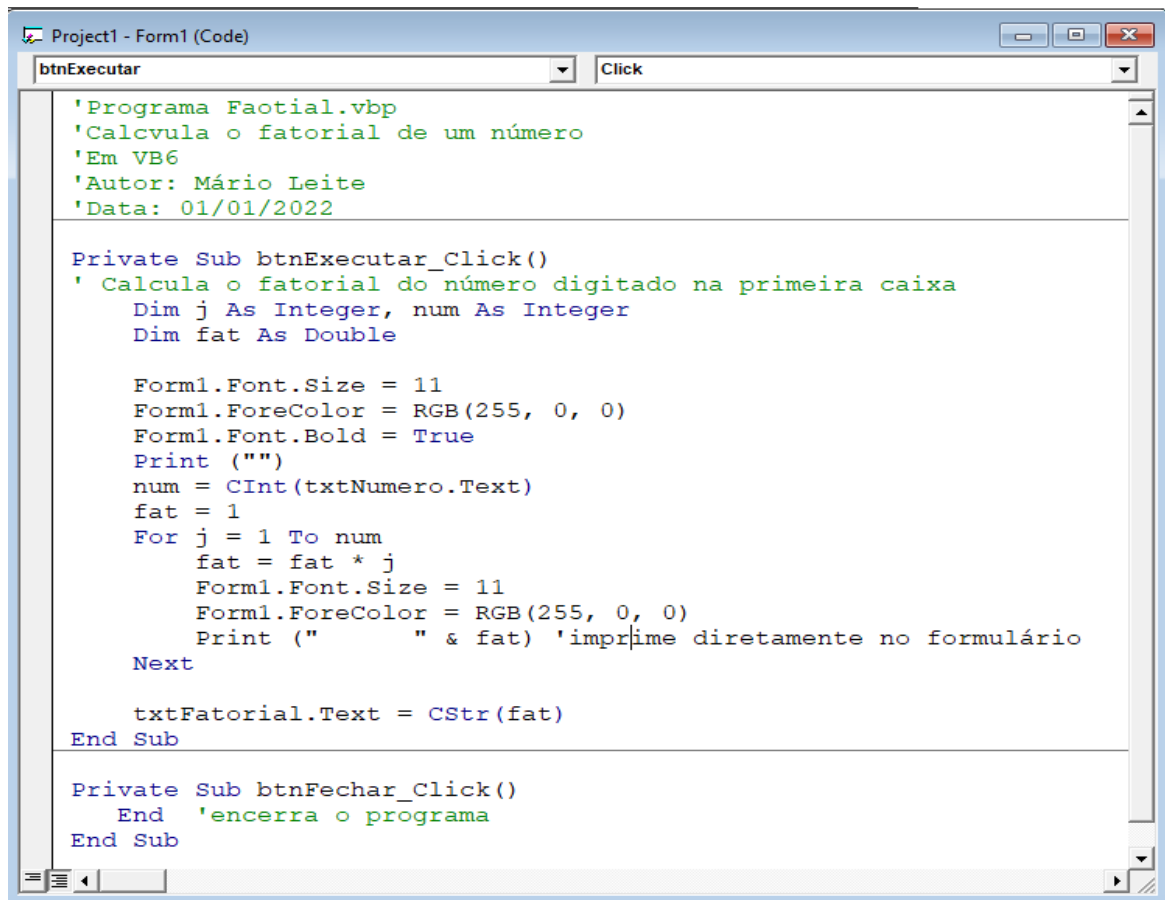 Project1 - Form1 (Code)
btnExecutar Click
'Programa Faotial.vbp
'Calcvula o fatorial de um número
'Em VB6
'Autor: Mário Leite
'Data: 01/01/2022
Private Sub btnExecutar_Click()
' Calcula o fatorial do número digitado na primeira caixa
Dim j As Integer, num As Integer
Dim fat As Double
Form1.Font.Size = 11
Form1.ForeColor = RGB(255, 0, 0)
Form1.Font.Bold = True
Print ("")
num = CInt(txtNumero.Text)
fat = 1
For j = 1 To num
fat = fat * j
Form1.Font.Size = 11
Form1.ForeColor = RGB(255, 0, 0)
Print ("       " & fat) 'imprime diretamente no formulário
Next
txtFatorial.Text = CStr(fat)
End Sub
Private Sub btnFechar_Click()
End  'encerra o programa
End Sub